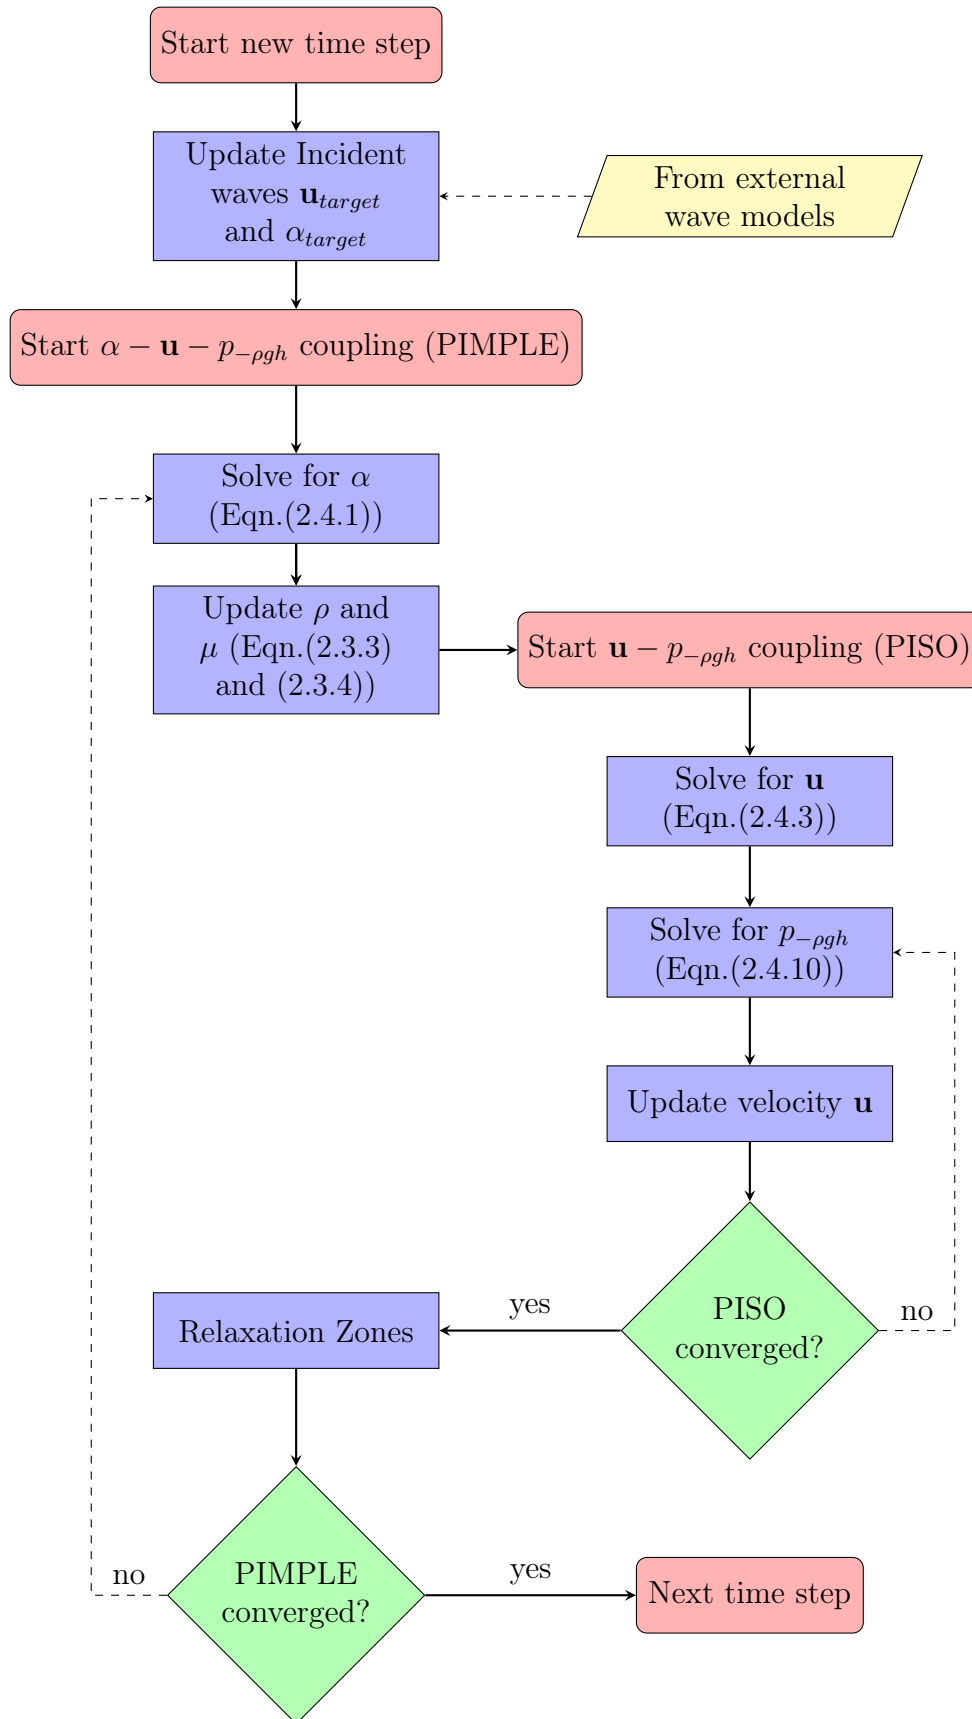 Start new time step
Update Incident
waves u_target
and α_target
From external
wave models
Start α − u − p_−ρgh coupling (PIMPLE)
Solve for α
(Eqn.(2.4.1))
Update ρ and
μ (Eqn.(2.3.3)
and (2.3.4))
Start u − p_−ρgh coupling (PISO)
Solve for u
(Eqn.(2.4.3))
Solve for p_−ρgh
(Eqn.(2.4.10))
Update velocity u
PISO
converged?
yes
no
Relaxation Zones
PIMPLE
converged?
no
yes
Next time step